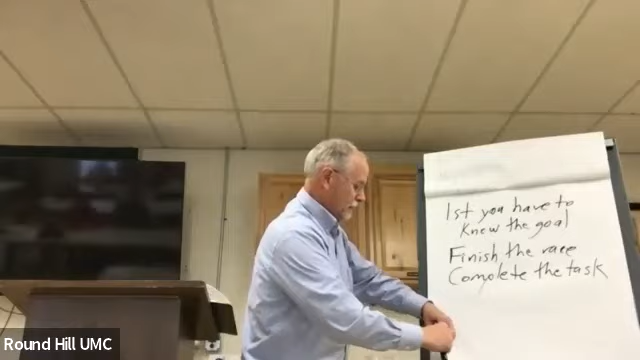 1st you have to
Know the goal
Finish the race
Complete the task
Round Hill UMC